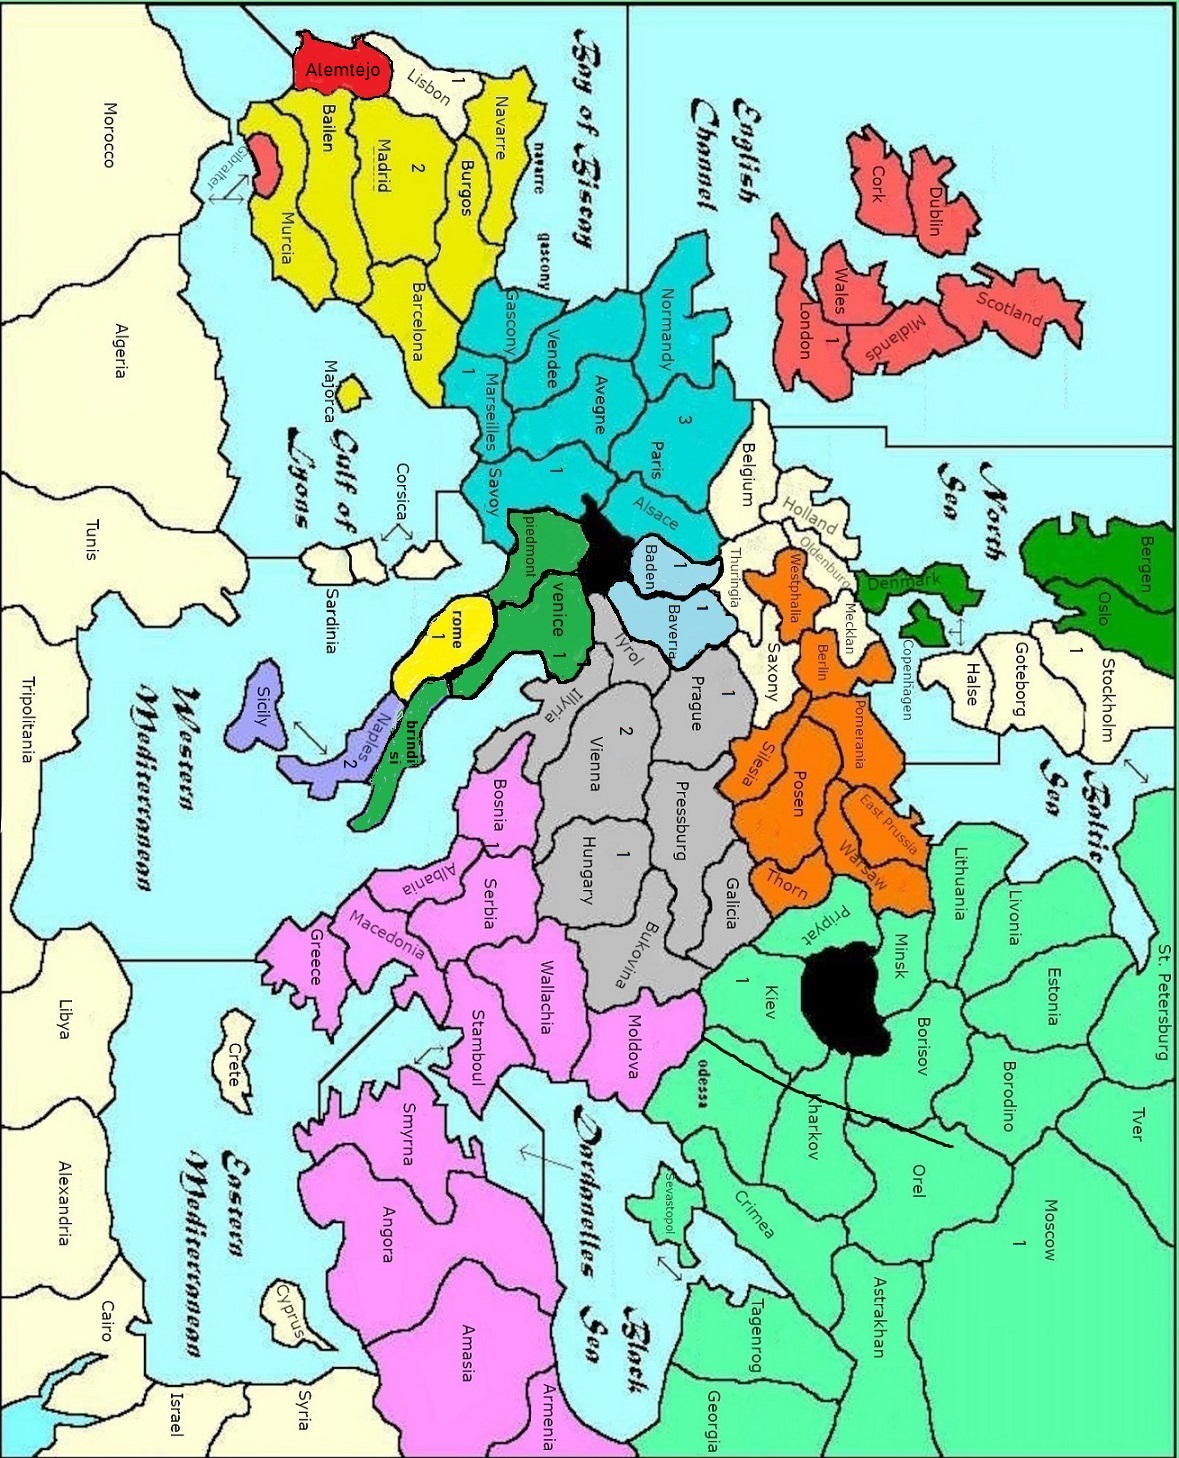 Bergen
Oslo
Stockholm
1
Goteborg
Halse
St. Petersburg
Tver
Baltic
Sea
Estonia
Livonia
Borodino
Moscow
1
Lithuania
Minsk
Borisov
Orel
Astrakhan
Scotland
Dublin
Cork
Midlands
Wales
1
London
North
Sea
Denmark
Copenhagen
Mecklan
Holland
Oldenburg
Westphalia
Berlin
Pomerania
East Prussia
Warsaw
Posen
Thorn
Silesia
Saxony
Thuringia
Belgium
Pripyat
Kiev
1
Kharkov
Crimea
Tagenrog
Georgia
odessa
Sevastopol
English
Channel
Normandy
3
Paris
Alsace
1
Baden
1
Baveria
1
Prague
Pressburg
Galicia
Bukovina
Tyrol
2
Vienna
1
Hungary
Illyria
Moldova
Black
Sea
Dardanelles
Bay of Biscay
navarre
gascony
Avegne
Vendee
1
Gascony
Marseilles
1
Savoy
piedmont
venice 1
rome
1
brindi
si
Naples
2
Sicily
Bosnia
1
Serbia
Wallachia
Stamboul
Albania
Macedonia
Greece
Armenia
Amasia
Smyrna
Angora
Navarre
Burgos
1
Lisbon
2
Madrid
Barcelona
Alemtejo
Bailen
Murcia
Gibralter
Majorca
Gulf of
Lyons
Corsica
Sardinia
Western
Mediterranean
Crete
Cyprus
Eastern
Mediterranean
Syria
Israel
Morocco
Algeria
Tunis
Tripolitania
Libya
Alexandria
Cairo